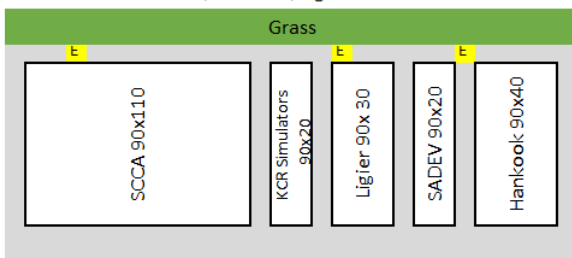 Grass
E
E
E
SCCA 90x110
KCR Simulators
90x20
Ligier 90x 30
SADEV 90x20
Hankook 90x40